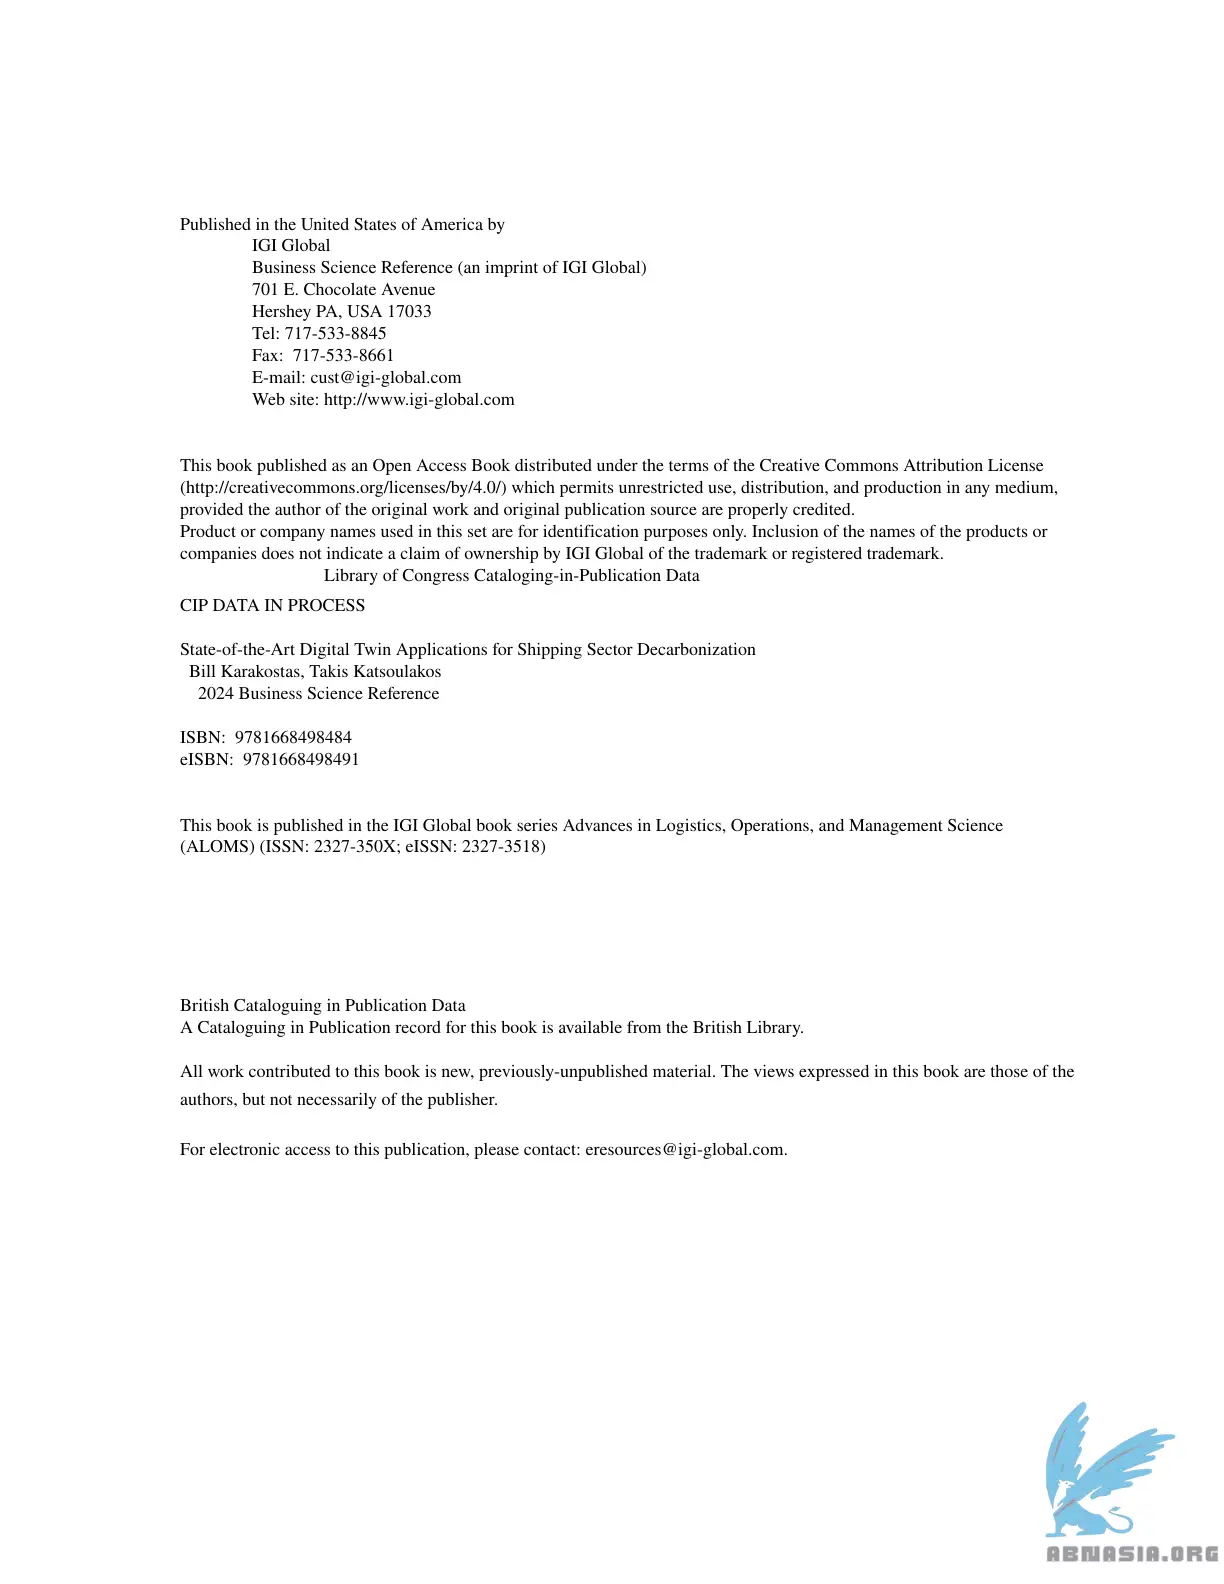 Published in the United States of America by
IGI Global
Business Science Reference (an imprint of IGI Global)
701 E. Chocolate Avenue
Hershey PA, USA 17033
Tel: 717-533-8845
Fax:  717-533-8661
E-mail: cust@igi-global.com
Web site: http://www.igi-global.com
This book published as an Open Access Book distributed under the terms of the Creative Commons Attribution License
(http://creativecommons.org/licenses/by/4.0/) which permits unrestricted use, distribution, and production in any medium,
provided the author of the original work and original publication source are properly credited.
Product or company names used in this set are for identification purposes only. Inclusion of the names of the products or
companies does not indicate a claim of ownership by IGI Global of the trademark or registered trademark.
Library of Congress Cataloging-in-Publication Data
CIP DATA IN PROCESS
State-of-the-Art Digital Twin Applications for Shipping Sector Decarbonization
Bill Karakostas, Takis Katsoulakos
2024 Business Science Reference
ISBN:  9781668498484
eISBN:  9781668498491
This book is published in the IGI Global book series Advances in Logistics, Operations, and Management Science
(ALOMS) (ISSN: 2327-350X; eISSN: 2327-3518)
British Cataloguing in Publication Data
A Cataloguing in Publication record for this book is available from the British Library.
All work contributed to this book is new, previously-unpublished material. The views expressed in this book are those of the
authors, but not necessarily of the publisher.
For electronic access to this publication, please contact: eresources@igi-global.com.
ABNASIA.ORG